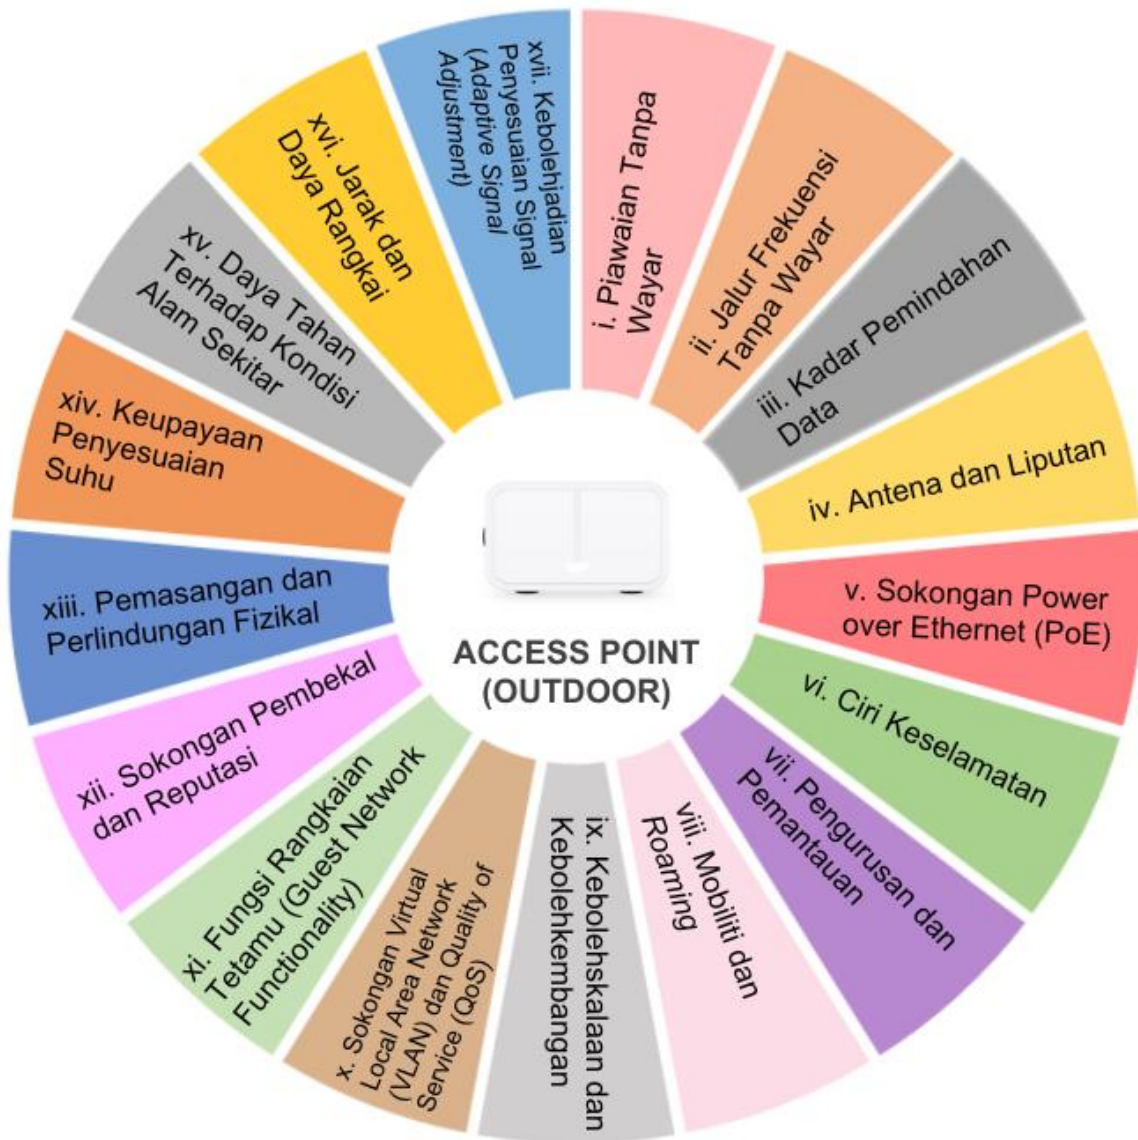 i. Piawaian Tanpa
Wayar
ii. Jalur Frekuensi
Tanpa Wayar
iii. Kadar Pemindahan
Data
iv. Antena dan Liputan
v. Sokongan Power
over Ethernet (PoE)
vi. Ciri Keselamatan
vii. Pengurusan dan
Pemantauan
viii. Mobiliti dan
Roaming
ix. Kebolehskalaan dan
Kebolehkembangan
x. Sokongan Virtual
Local Area Network
(VLAN) dan Quality of
Service (QoS)
xi. Fungsi Rangkaian
Tetamu (Guest Network
Functionality)
xii. Sokongan Pembekal
dan Reputasi
xiii. Pemasangan dan
Perlindungan Fizikal
xiv. Keupayaan
Penyesuaian
Suhu
xv. Daya Tahan
Terhadap Kondisi
Alam Sekitar
xvi. Jarak dan
Daya Rangkai
xvii. Kebolehjadian
Penyesuaian Signal
(Adaptive Signal
Adjustment)
ACCESS POINT
(OUTDOOR)